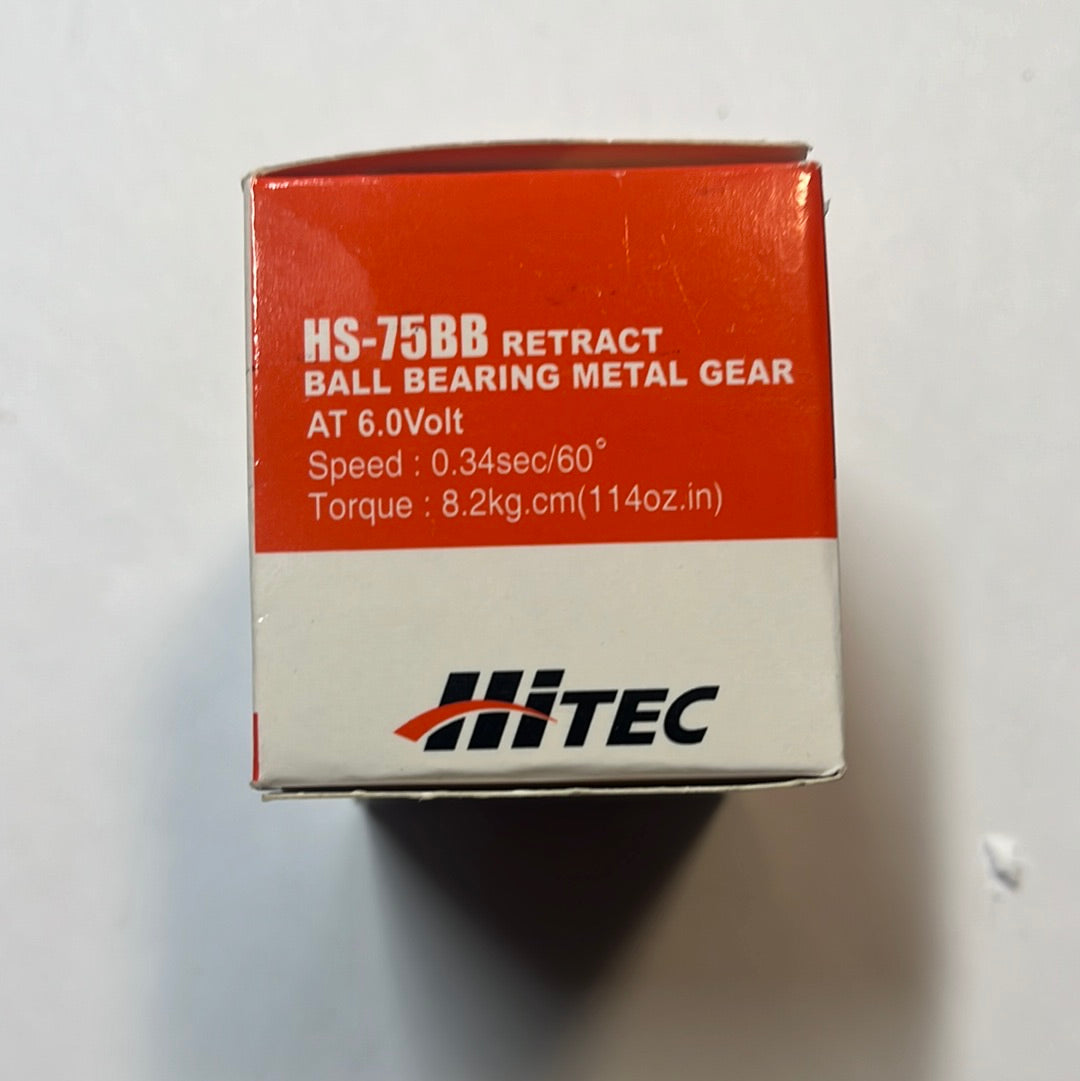 HS-75BB RETRACT
BALL BEARING METAL GEAR
AT 6.0Volt
Speed : 0.34sec/60°
Torque : 8.2kg.cm(114oz.in)
HiTEC